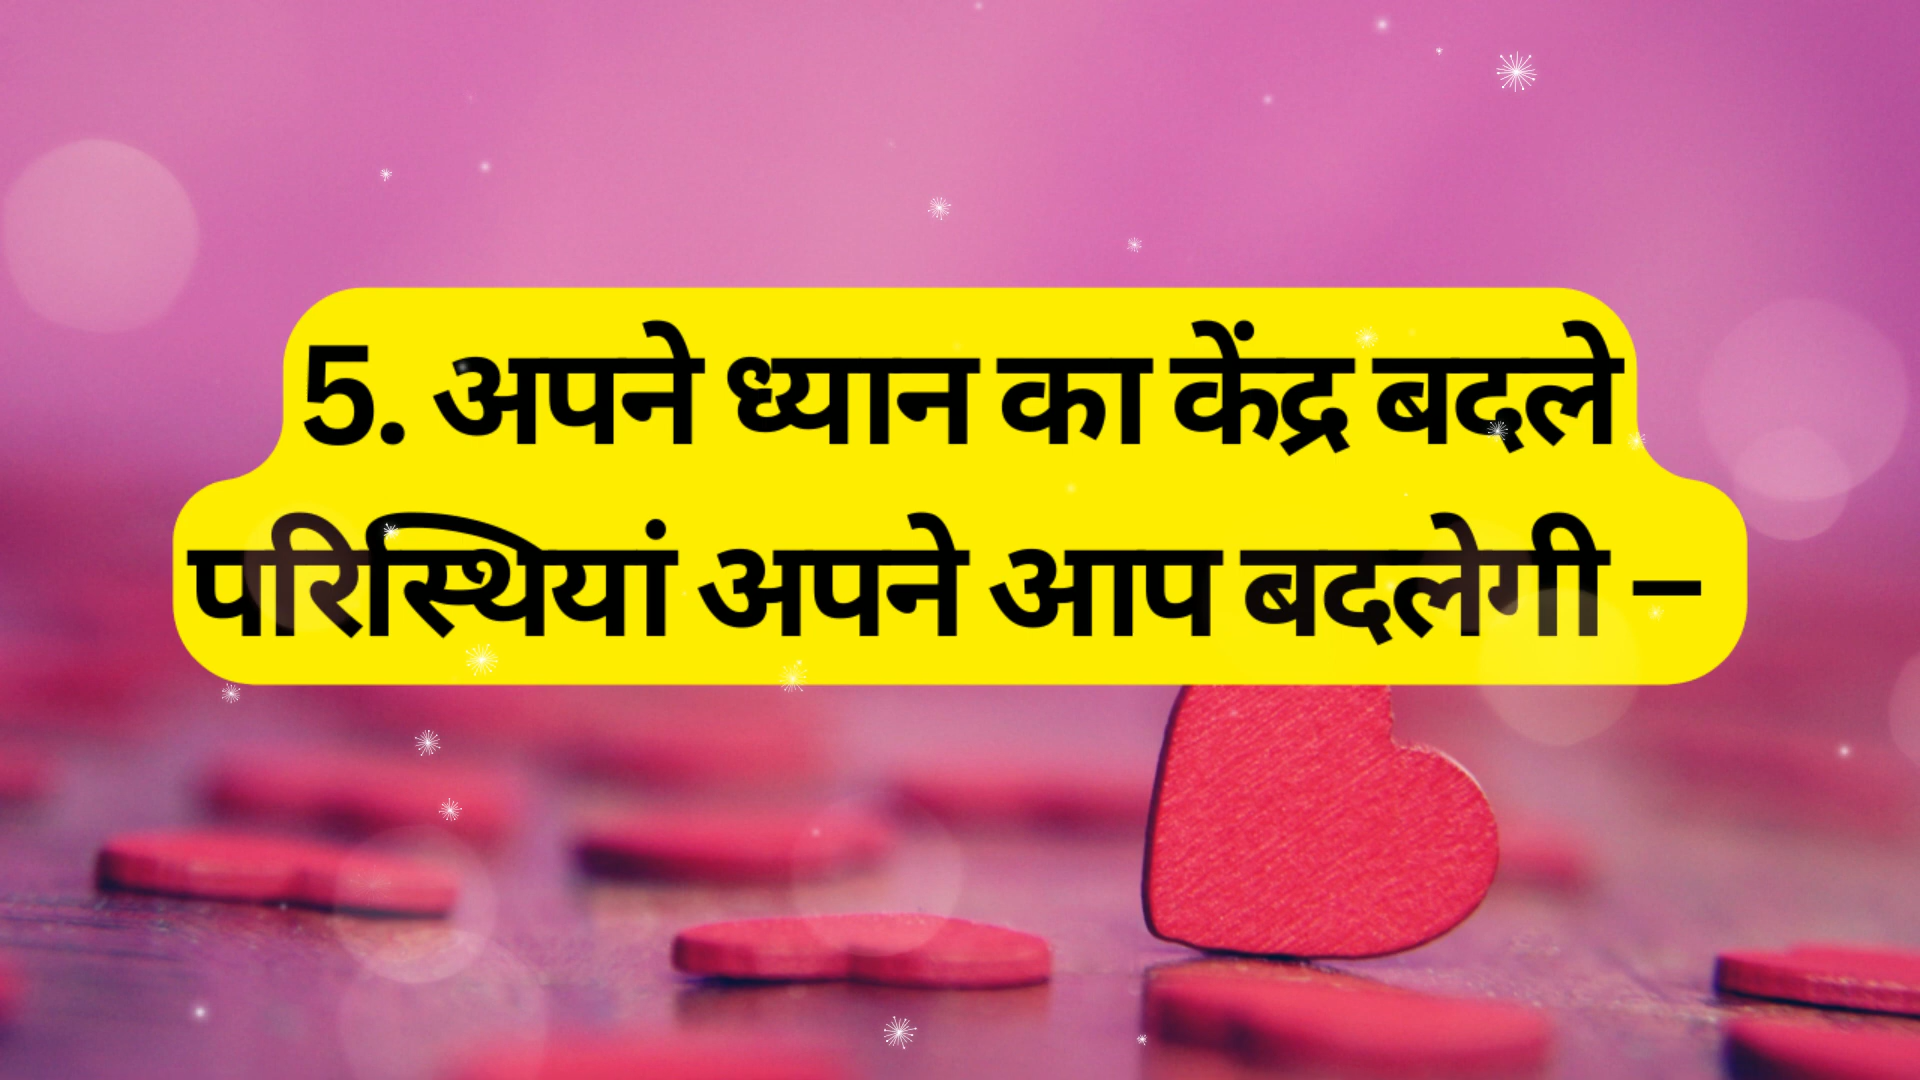 5. अपने ध्यान का केंद्र बदले
परिस्थियां अपने आप बदलेगी –